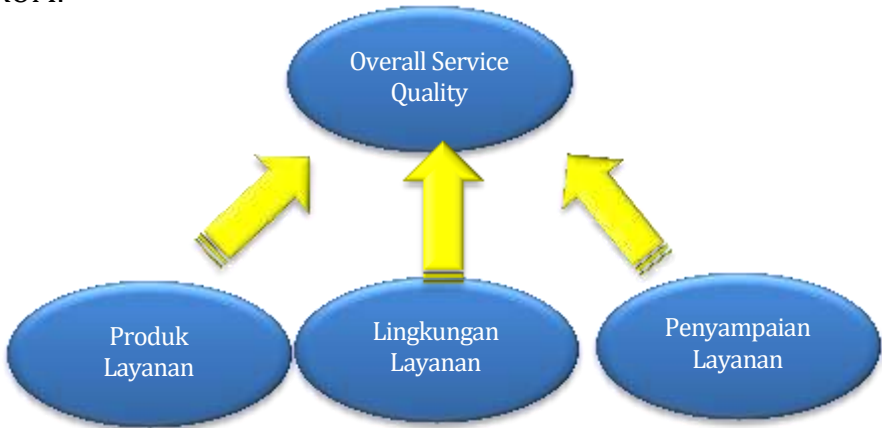 Overall Service
Quality
Produk
Layanan
Lingkungan
Layanan
Penyampaian
Layanan